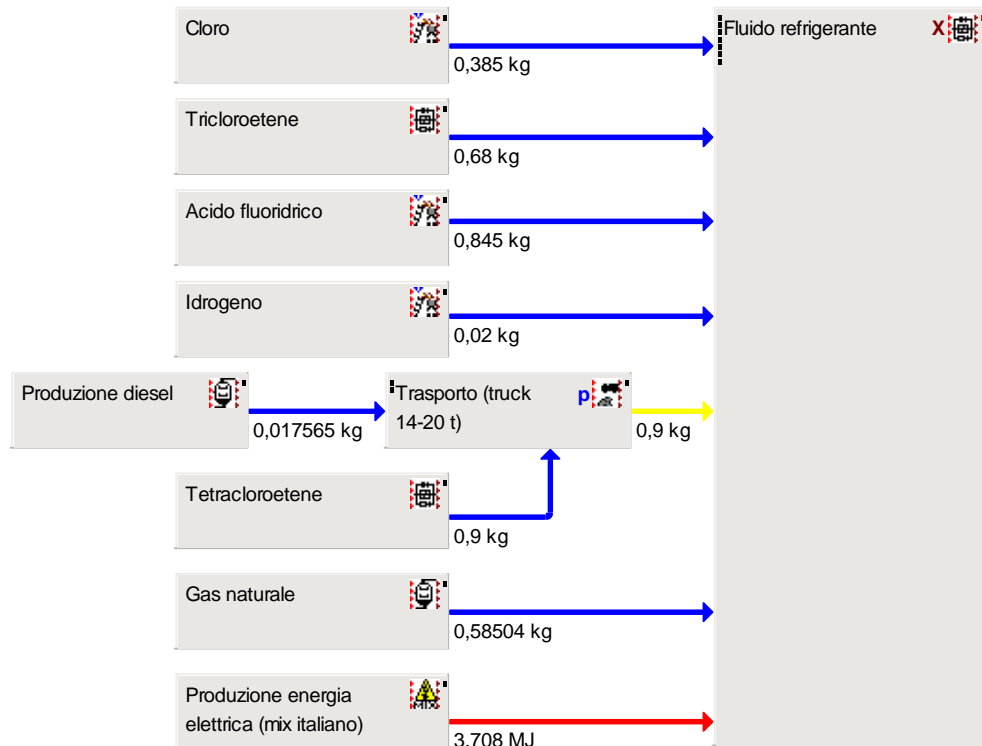 Cloro
0,385 kg
Fluido refrigerante
X
Tricloroetene
0,68 kg
Acido fluoridrico
0,845 kg
Idrogeno
0,02 kg
Produzione diesel
0,017565 kg
Trasporto (truck
14-20 t)
p
0,9 kg
Tetracloroetene
0,9 kg
Gas naturale
0,58504 kg
Produzione energia
elettrica (mix italiano)
MIX
3,708 MJ